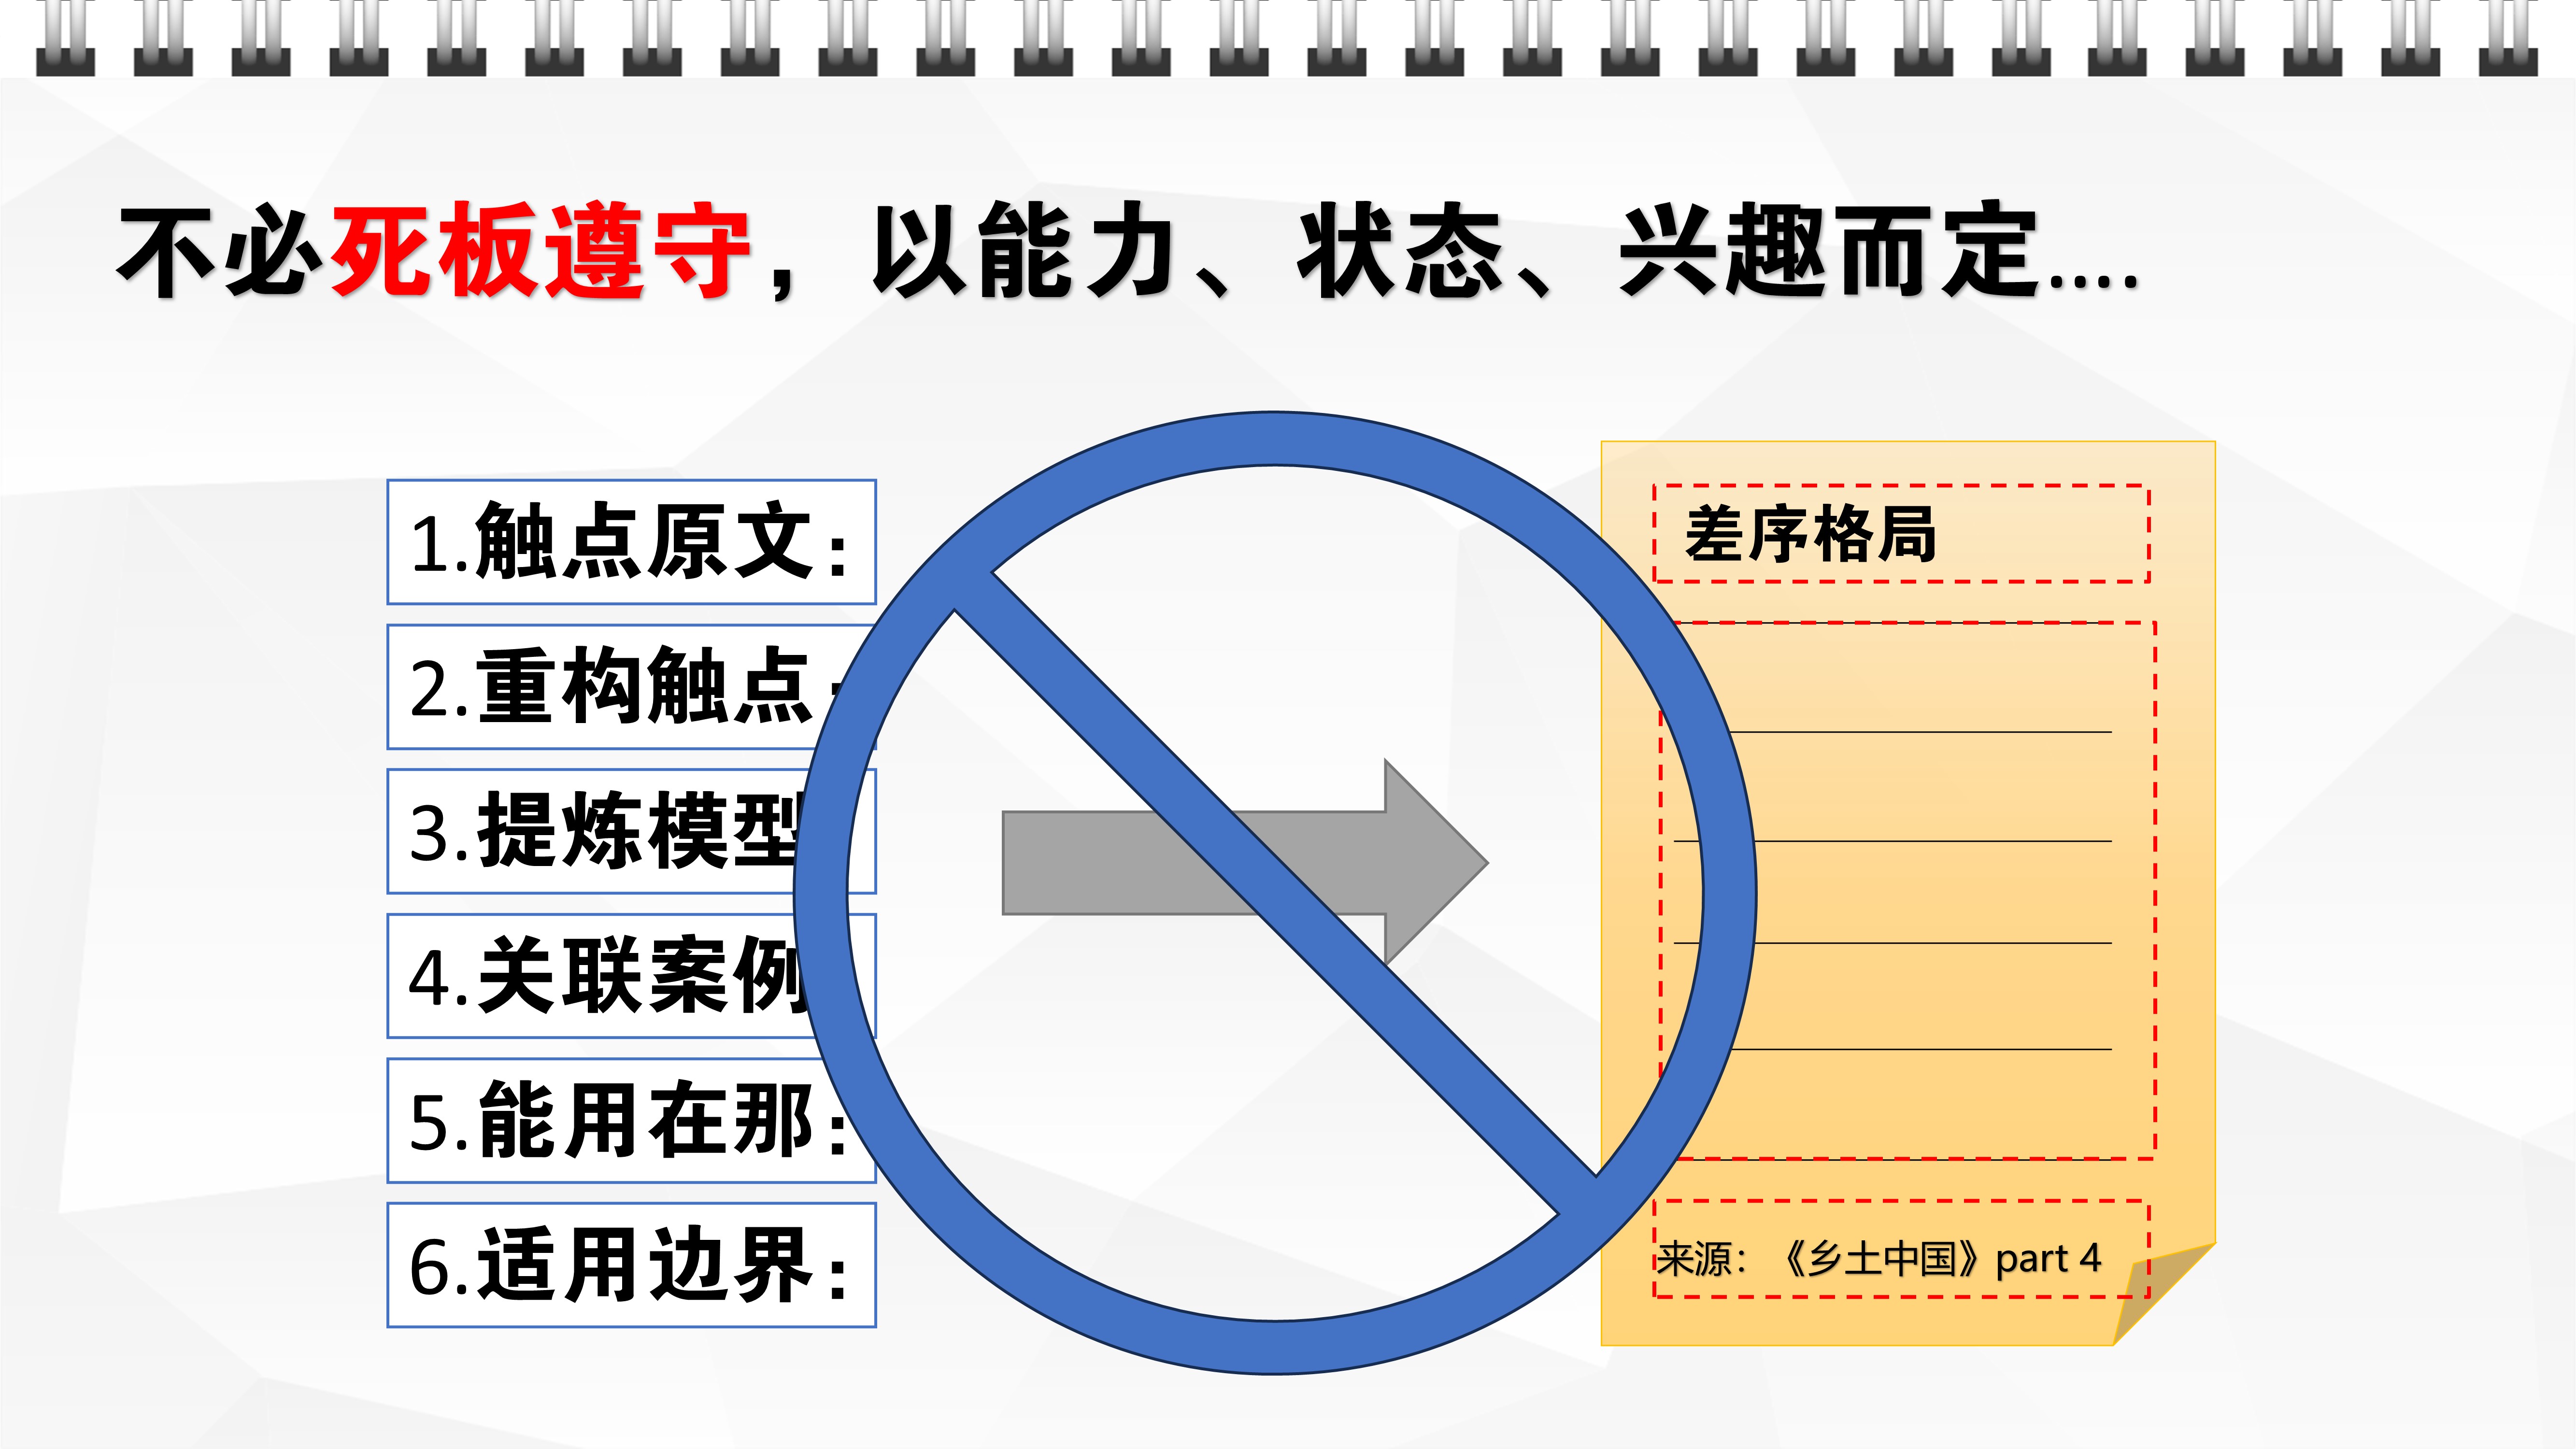 不必死板遵守，以能力、状态、兴趣而定....
1.触点原文：
2.重构触点：
3.提炼模型
4.关联案例
5.能用在那：
6.适用边界：
差序格局
来源：《乡土中国》part 4